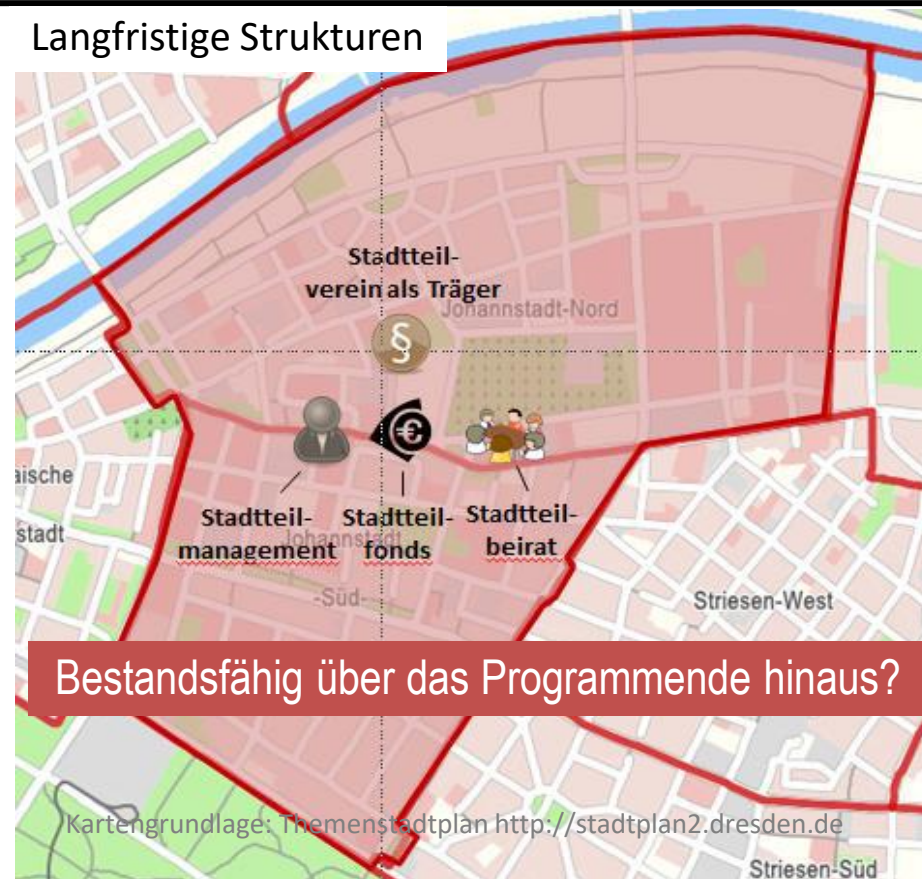 Langfristige Strukturen
Stadtteil-
verein als Träger
Johannstadt-Nord
§
€
aische
stadt
Stadtteil-
management
Stadtteil-
fonds
Stadtteil-
beirat
Johannstadt
-Süd-
Striesen-West
Bestandsfähig über das Programmende hinaus?
Kartengrundlage: Themenstadtplan http://stadtplan2.dresden.de
Striesen-Süd